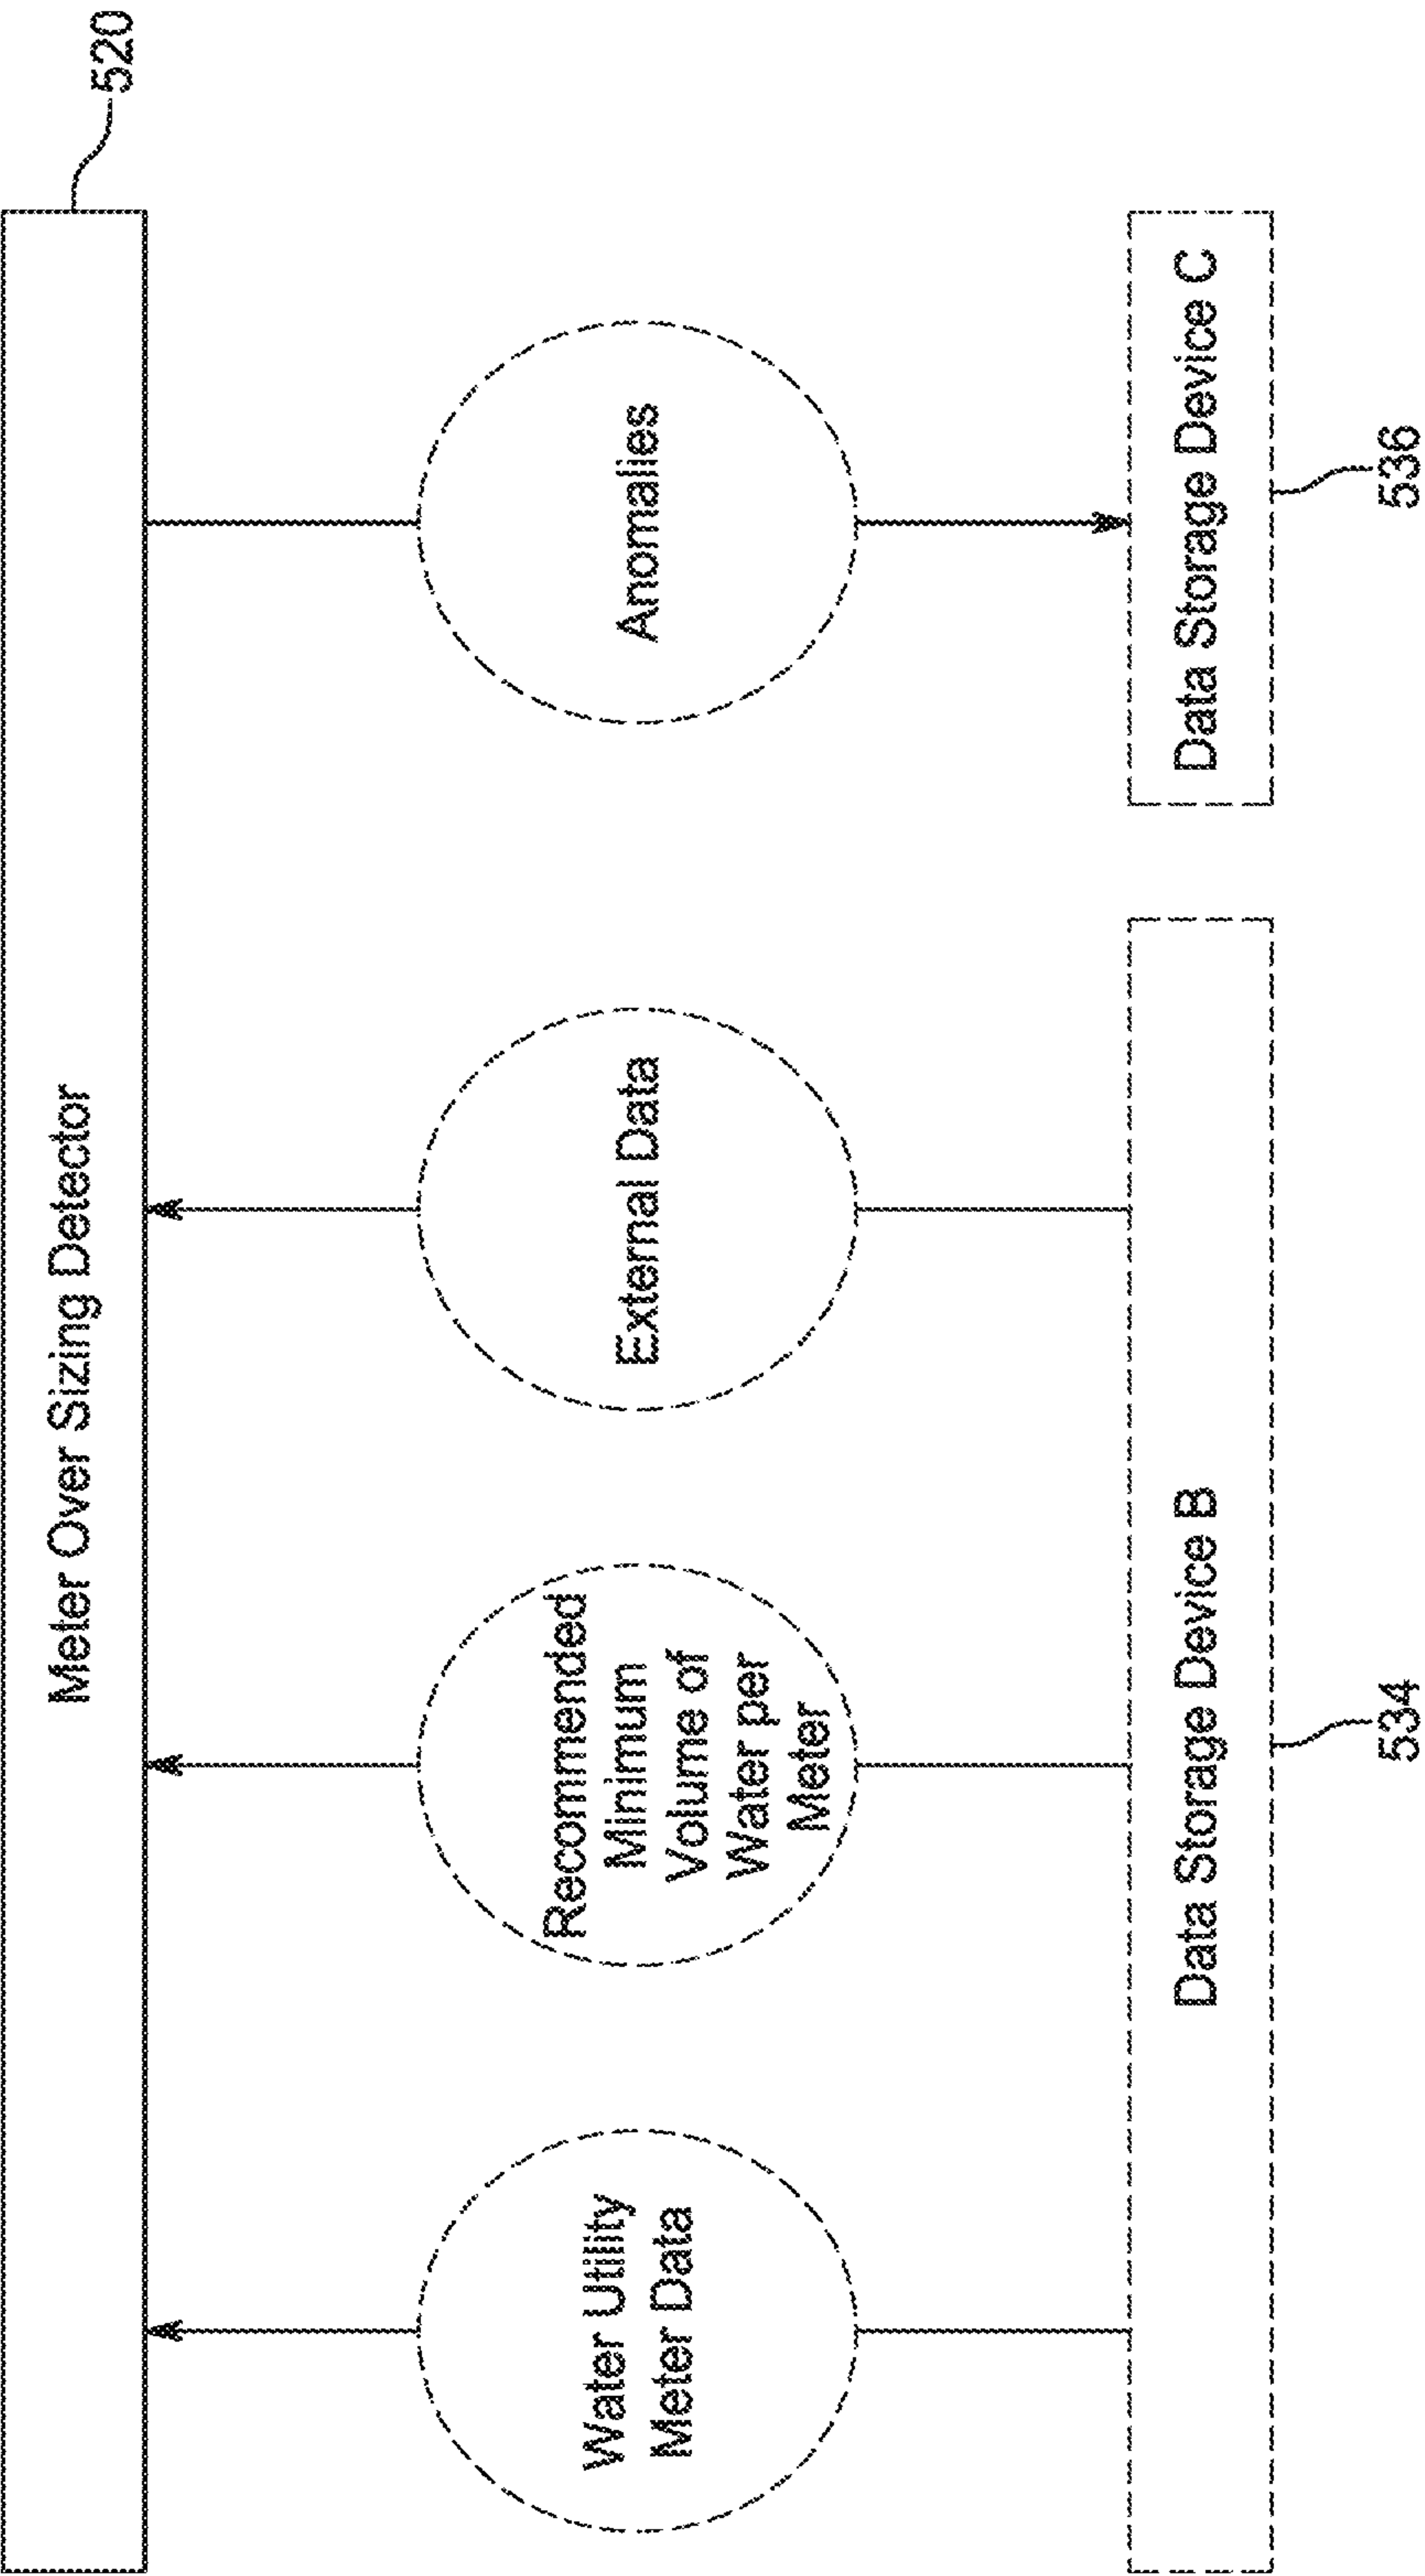 520
Meter Over Sizing Detector
Water Utility
Meter Data
Recommended
Minimum
Volume of
Water per
Meter
External Data
Anomalies
Data Storage Device B
Data Storage Device C
534
536